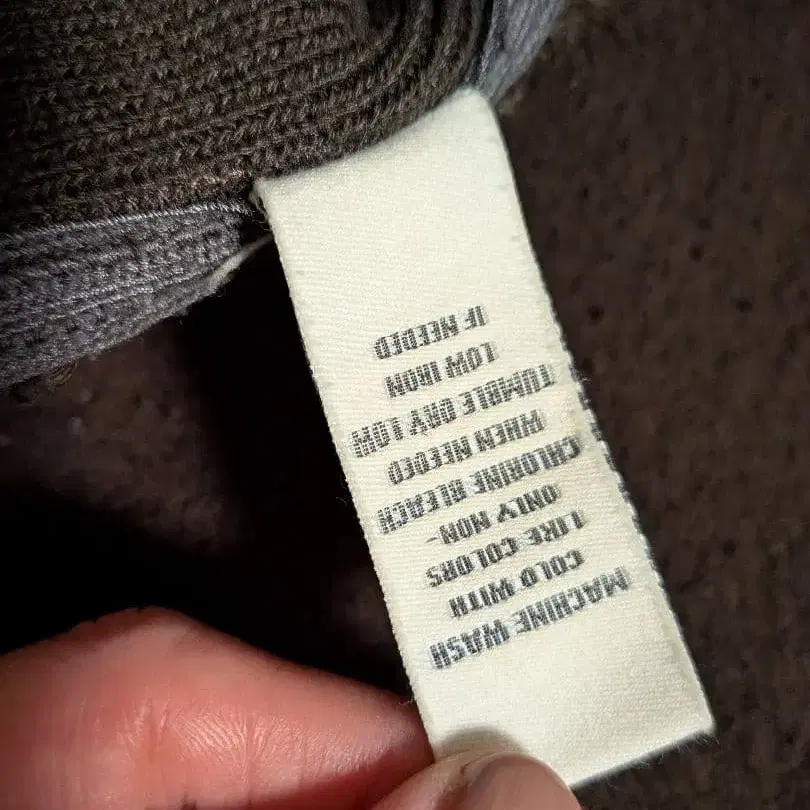 MACHINE WASH
COLD WITH
LIKE COLORS
ONLY NON-
CHLORINE BLEACH
WHEN NEEDED
TUMBLE DRY LOW
LOW IRON
IF NEEDED